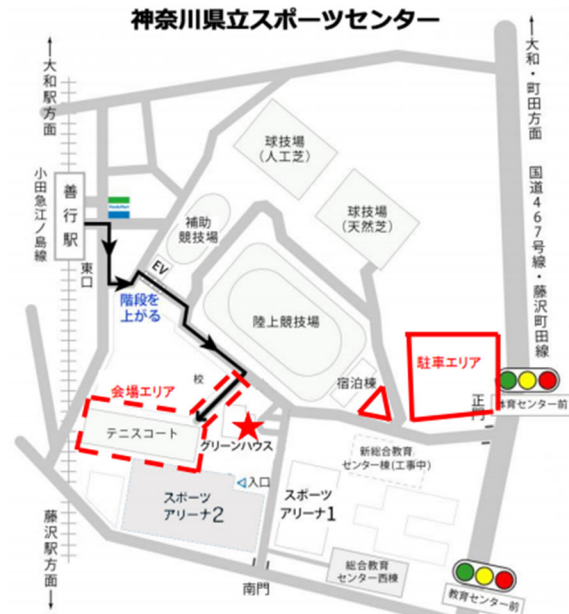 神奈川県立スポーツセンター
←大和駅方面
小田急江ノ島線
善行駅
東口
FamilyMart
階段を
上がる
EV
補助
競技場
球技場
(人工芝)
球技場
(天然芝)
陸上競技場
宿泊棟
駐車エリア
←大和・町田方面
国道467号線・藤沢町田線
正門
体育センター前
会場エリア
校
テニスコート
グリーンハウス
新総合教育
センター棟(工事中)
入口
スポーツ
アリーナ2
スポーツ
アリーナ1
総合教育
センター西棟
南門
教育センター前
藤沢駅方面→